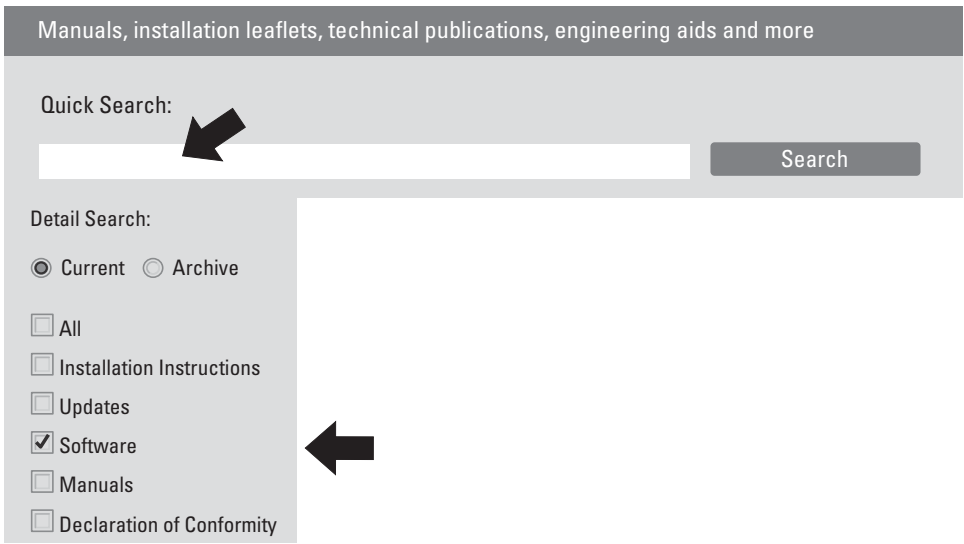 Manuals, installation leaflets, technical publications, engineering aids and more
Quick Search:
Search
Detail Search:
Current Archive
All
Installation Instructions
Updates
Software
Manuals
Declaration of Conformity